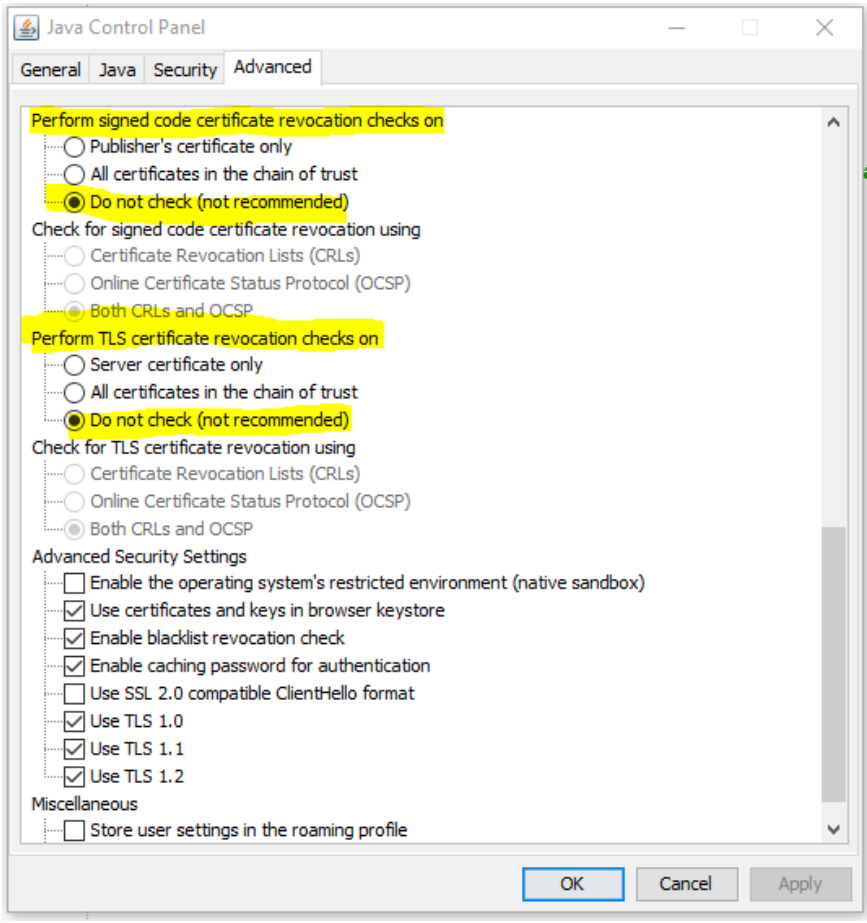 Java Control Panel
General Java Security Advanced
Perform signed code certificate revocation checks on
Publisher's certificate only
All certificates in the chain of trust
Do not check (not recommended)
Check for signed code certificate revocation using
Certificate Revocation Lists (CRLs)
Online Certificate Status Protocol (OCSP)
Both CRLs and OCSP
Perform TLS certificate revocation checks on
Server certificate only
All certificates in the chain of trust
Do not check (not recommended)
Check for TLS certificate revocation using
Certificate Revocation Lists (CRLs)
Online Certificate Status Protocol (OCSP)
Both CRLs and OCSP
Advanced Security Settings
Enable the operating system's restricted environment (native sandbox)
Use certificates and keys in browser keystore
Enable blacklist revocation check
Enable caching password for authentication
Use SSL 2.0 compatible ClientHello format
Use TLS 1.0
Use TLS 1.1
Use TLS 1.2
Miscellaneous
Store user settings in the roaming profile
OK Cancel Apply